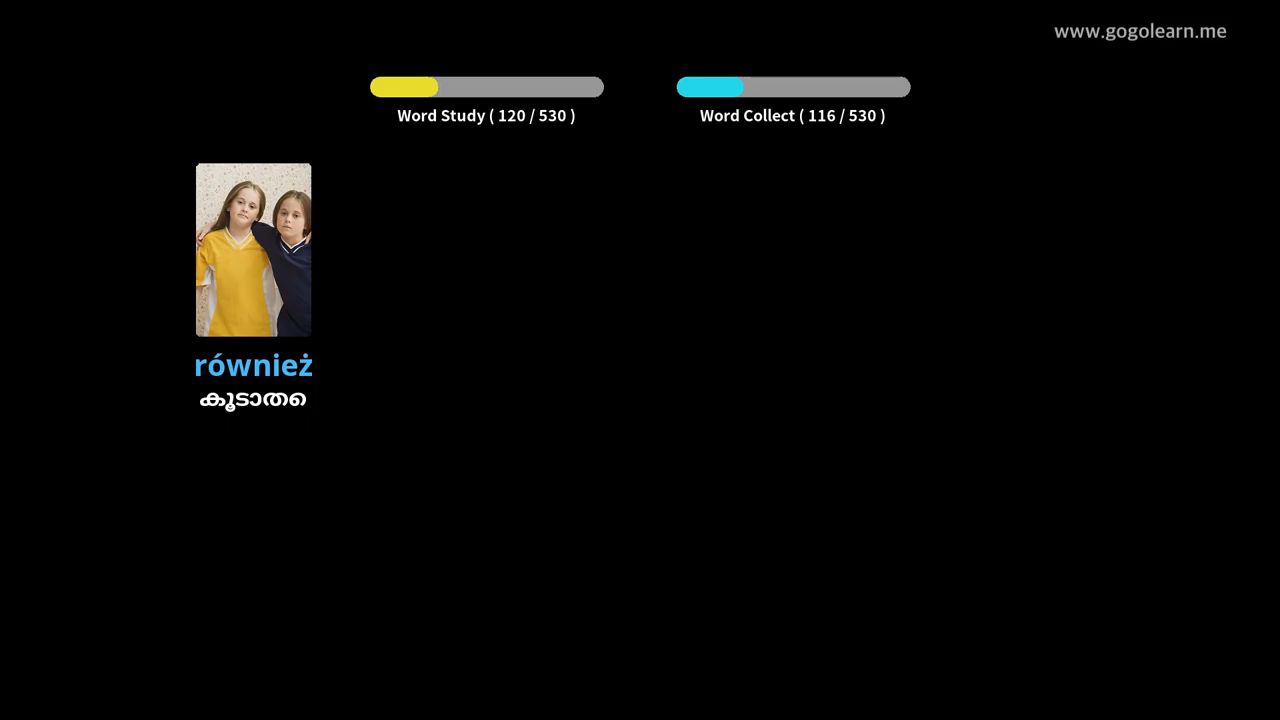 www.gogolearn.me
Word Study ( 120 / 530 )
Word Collect ( 116 / 530 )
również
കൂടാതെ